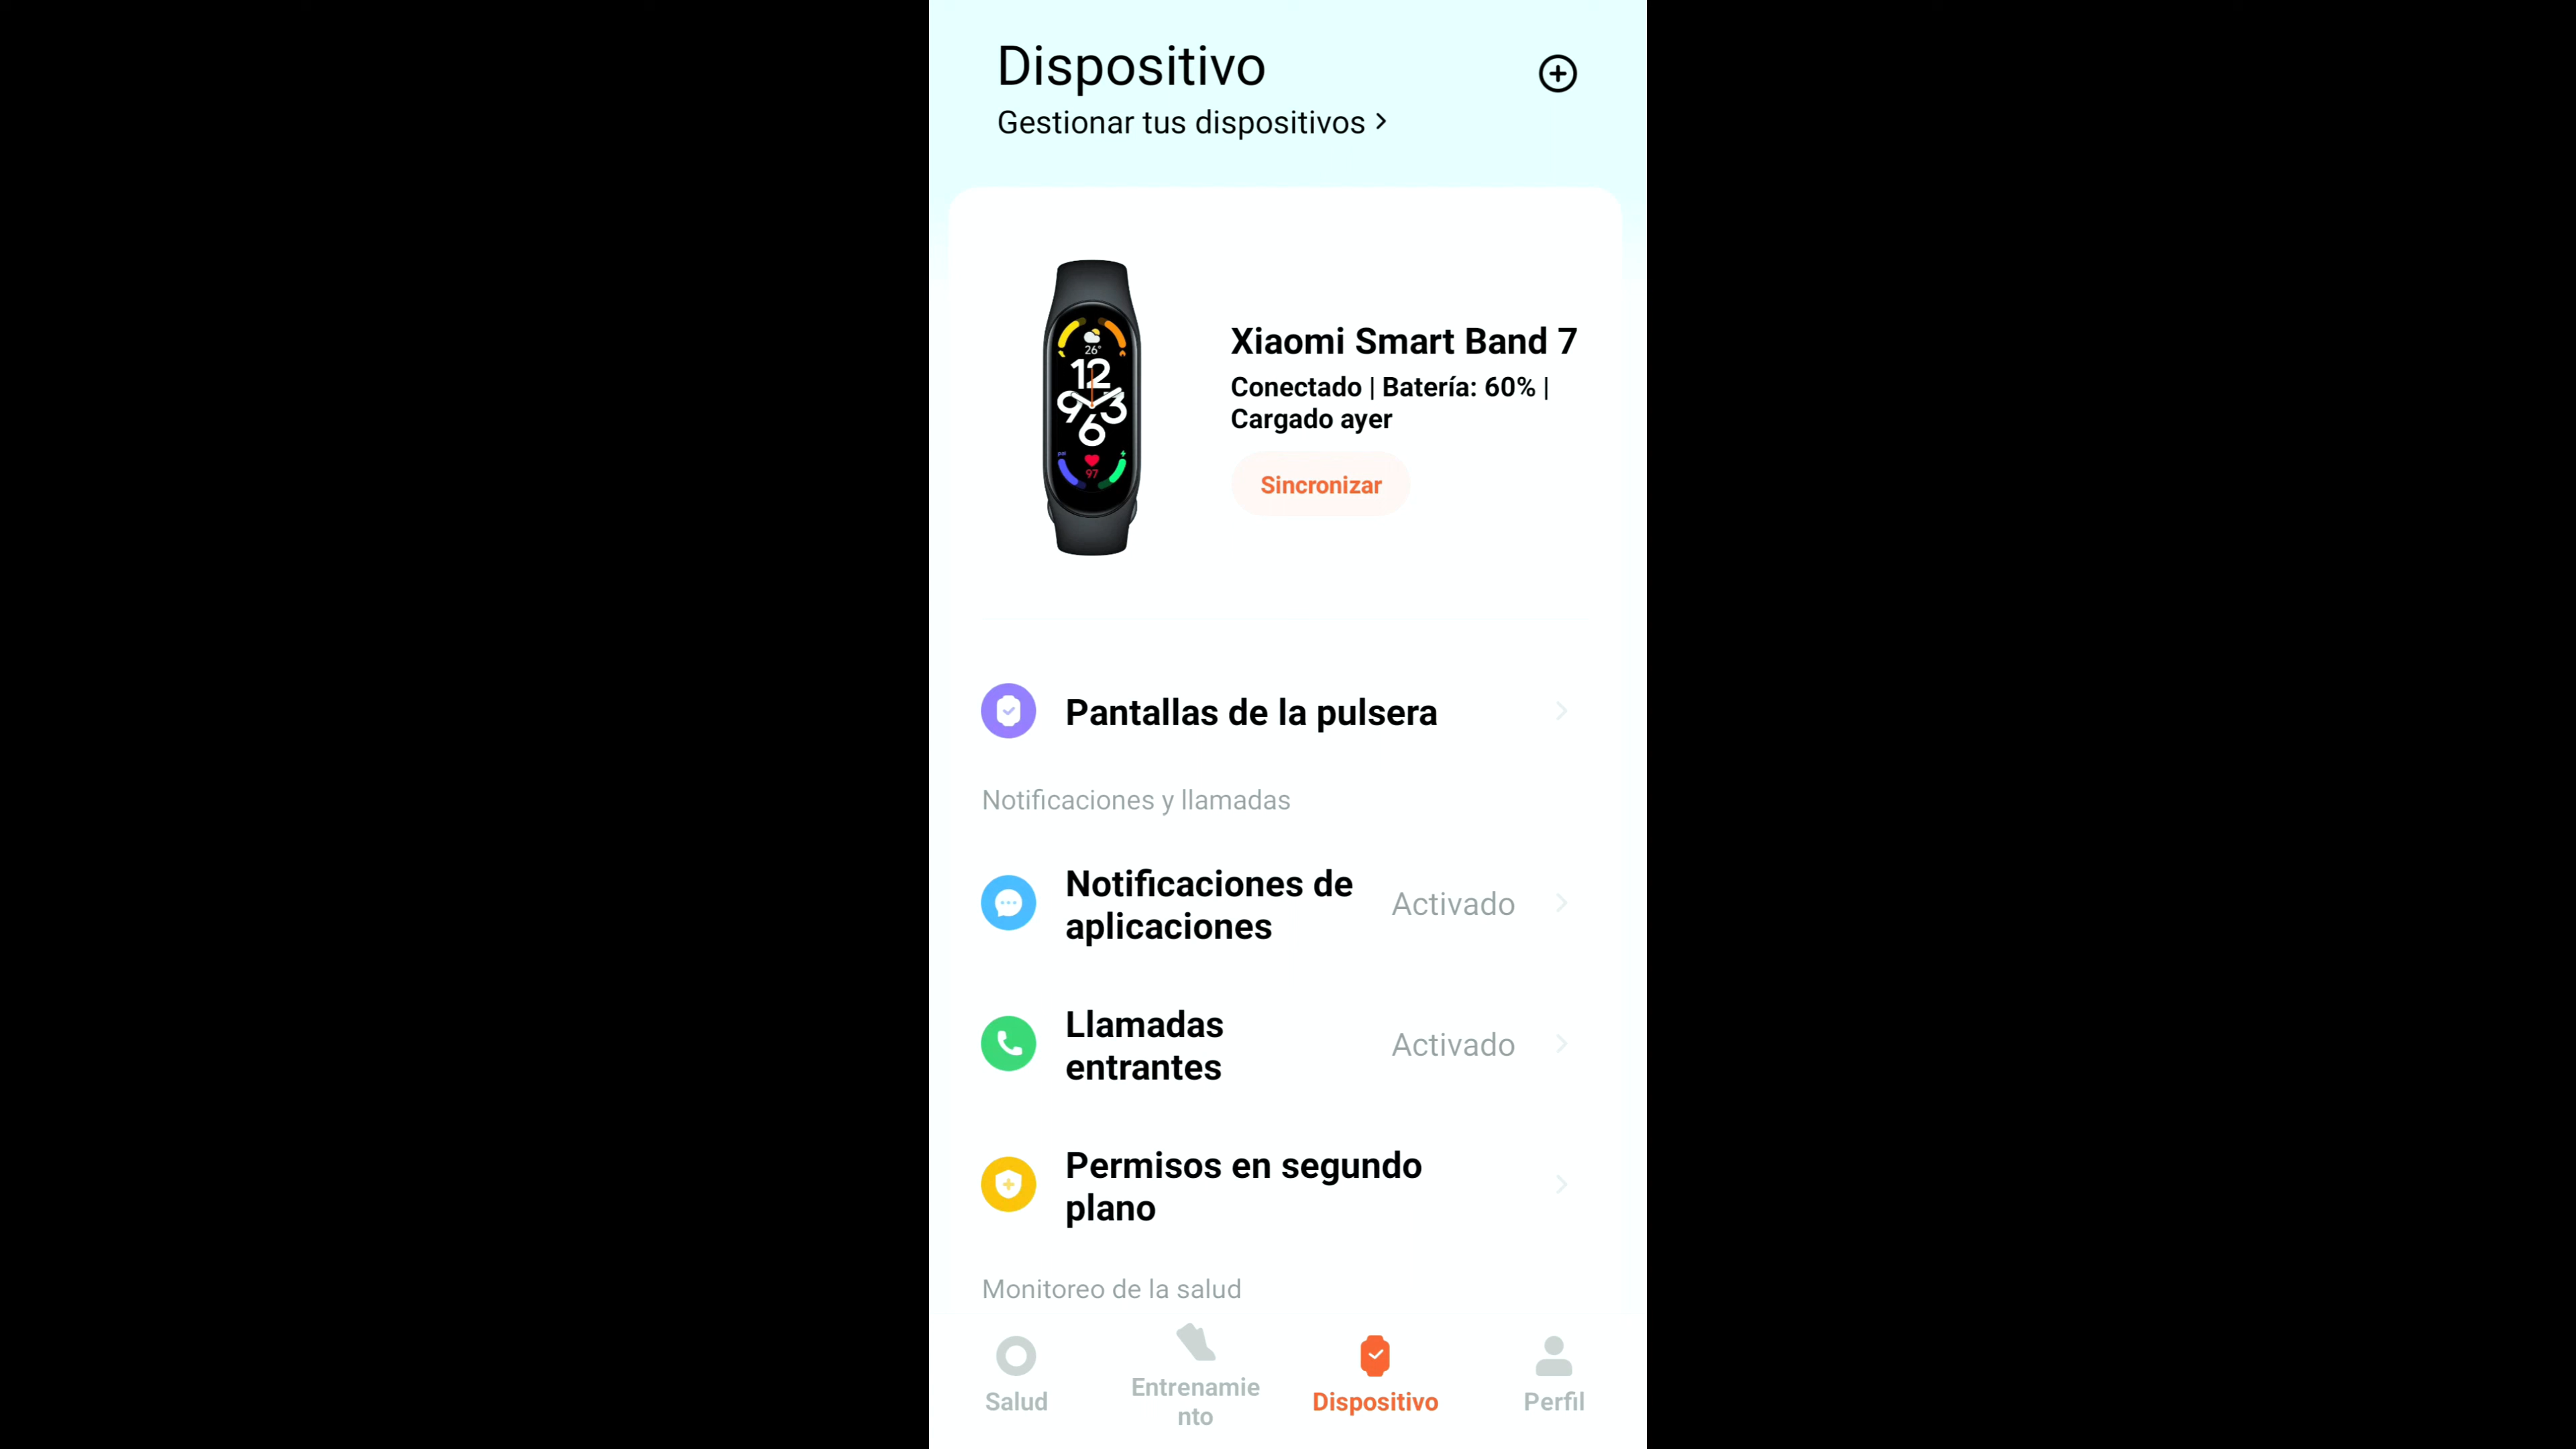 Dispositivo
Gestionar tus dispositivos
26°
12
9 3
6
97
Xiaomi Smart Band 7
Conectado | Batería: 60% |
Cargado ayer
Sincronizar
Pantallas de la pulsera
Notificaciones y llamadas
Notificaciones de
aplicaciones
Activado
Llamadas
entrantes
Activado
Permisos en segundo
plano
Monitoreo de la salud
Salud
Entrenamie
nto
Dispositivo
Perfil